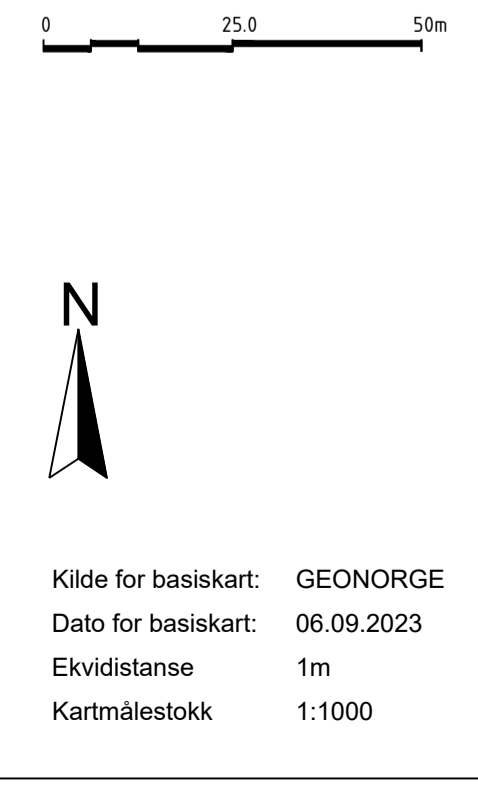 0 25.0 50m
N
Kilde for basiskart: GEONORGE
Dato for basiskart: 06.09.2023
Ekvidistanse 1m
Kartmålestokk 1:1000